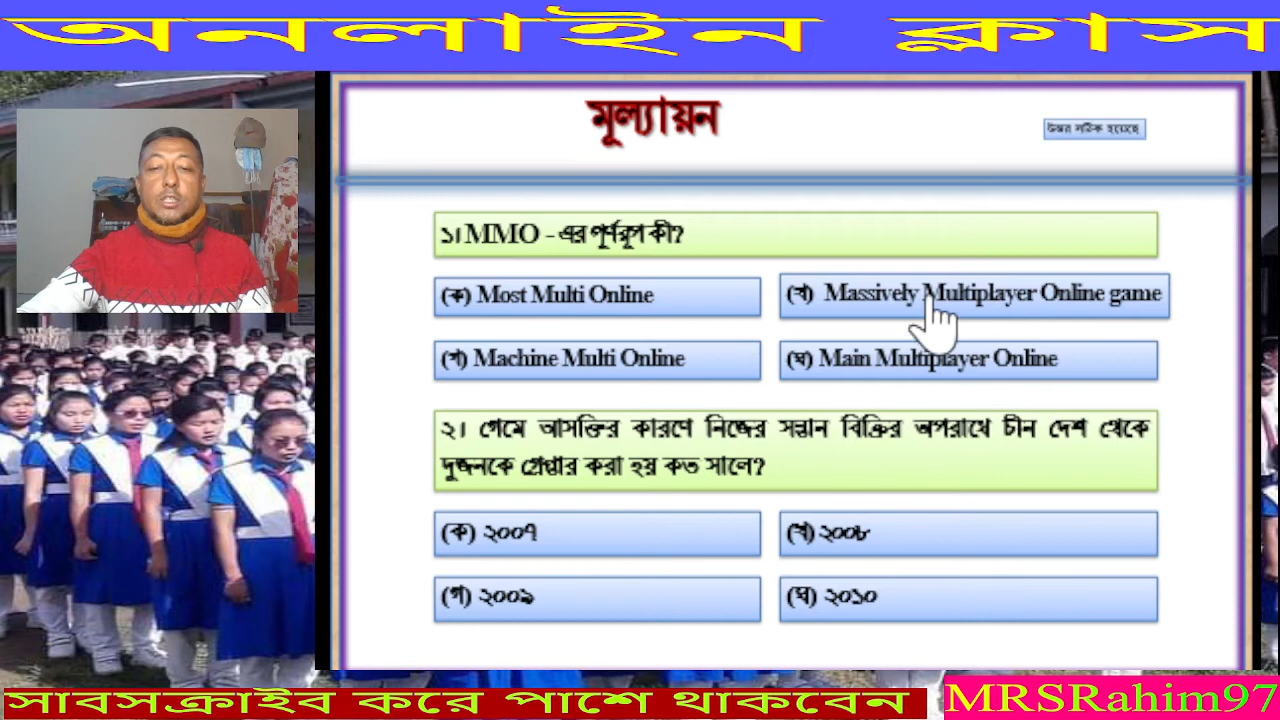 অনলাইন ক্লাস
মূল্যায়ন
উত্তর সঠিক হয়েছে
১। MMO - এর পূর্ণরূপ কী?
(ক) Most Multi Online
(খ) Massively Multiplayer Online game
(গ) Machine Multi Online
(ঘ) Main Multiplayer Online
২। গেমে আসক্তির কারণে নিজের সন্তান বিক্রির অপরাধে চীন দেশ থেকে
দুজনকে গ্রেপ্তার করা হয় কত সালে?
(ক) ২০০৭
(খ) ২০০৮
(গ) ২০০৯
(ঘ) ২০১০
সাবসক্রাইব করে পাশে থাকবেন
MRSRahim97